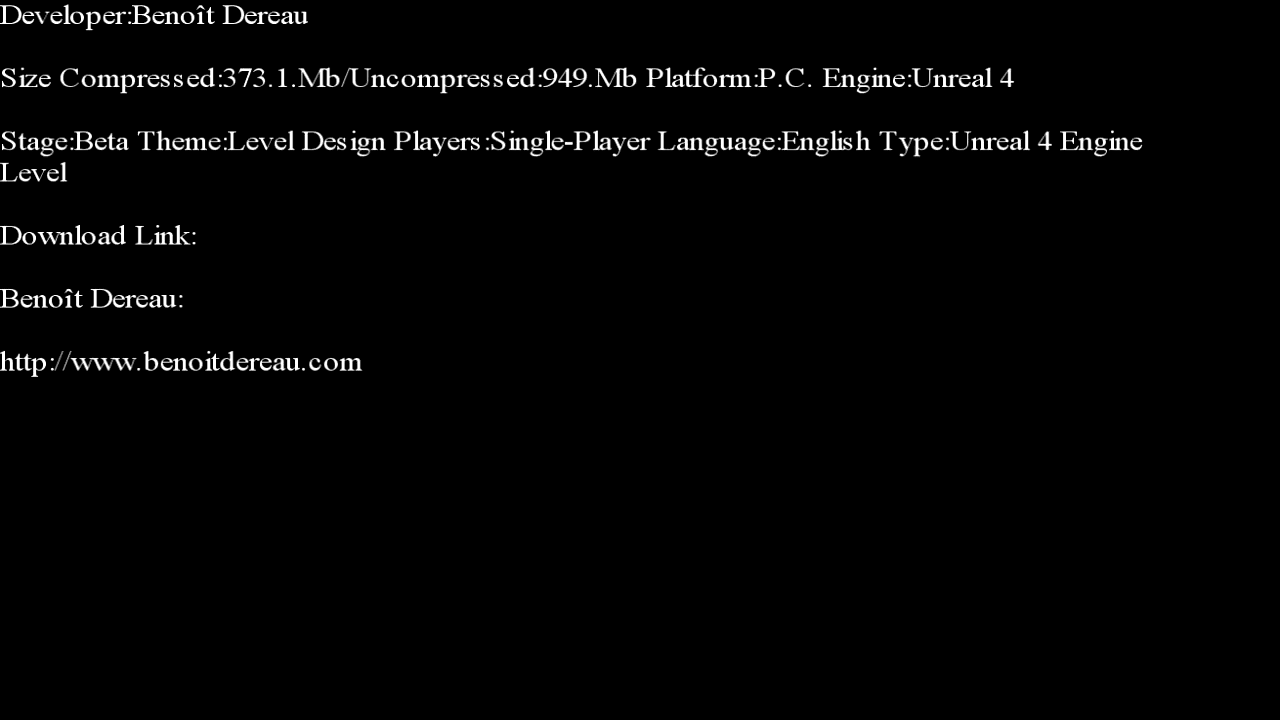 Developer:Benoît Dereau
Size Compressed:373.1.Mb/Uncompressed:949.Mb Platform:P.C. Engine:Unreal 4
Stage:Beta Theme:Level Design Players:Single-Player Language:English Type:Unreal 4 Engine
Level
Download Link:
Benoît Dereau:
http://www.benoitdereau.com